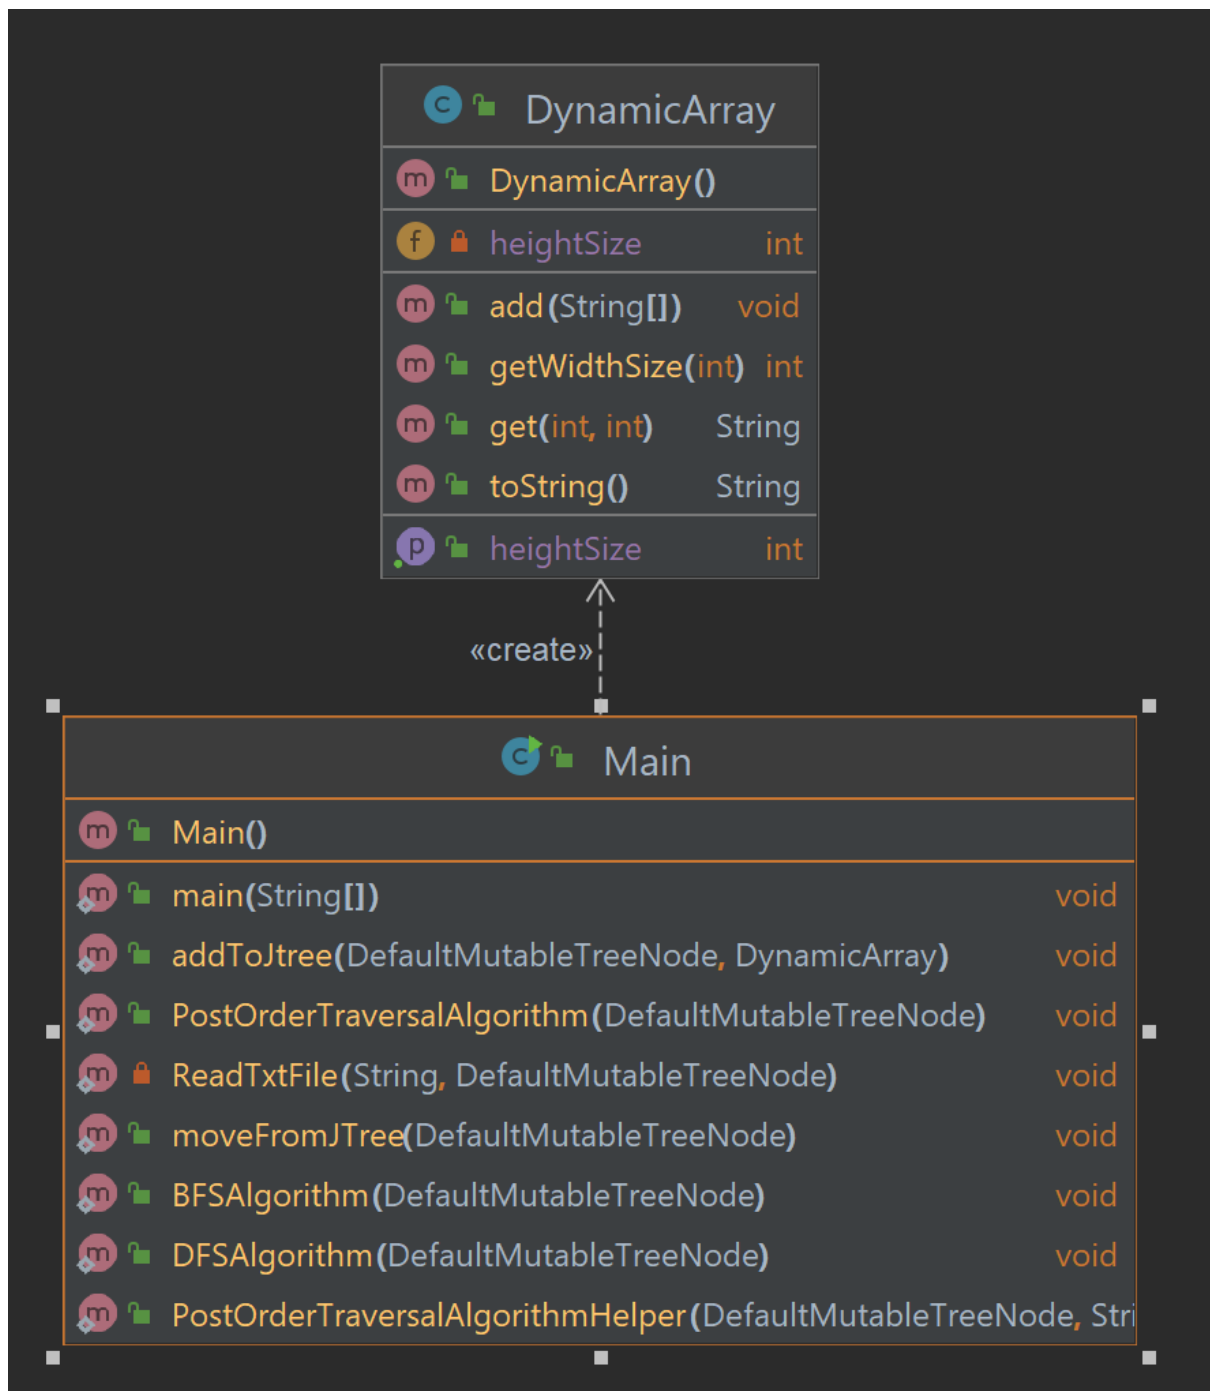 DynamicArray
DynamicArray()
heightSize int
add(String[]) void
getWidthSize(int) int
get(int, int) String
toString() String
heightSize int
«create»
Main
Main()
main(String[]) void
addToJtree(DefaultMutableTreeNode, DynamicArray) void
PostOrderTraversalAlgorithm(DefaultMutableTreeNode) void
ReadTxtFile(String, DefaultMutableTreeNode) void
moveFromJTree(DefaultMutableTreeNode) void
BFSAlgorithm(DefaultMutableTreeNode) void
DFSAlgorithm(DefaultMutableTreeNode) void
PostOrderTraversalAlgorithmHelper(DefaultMutableTreeNode, Stri